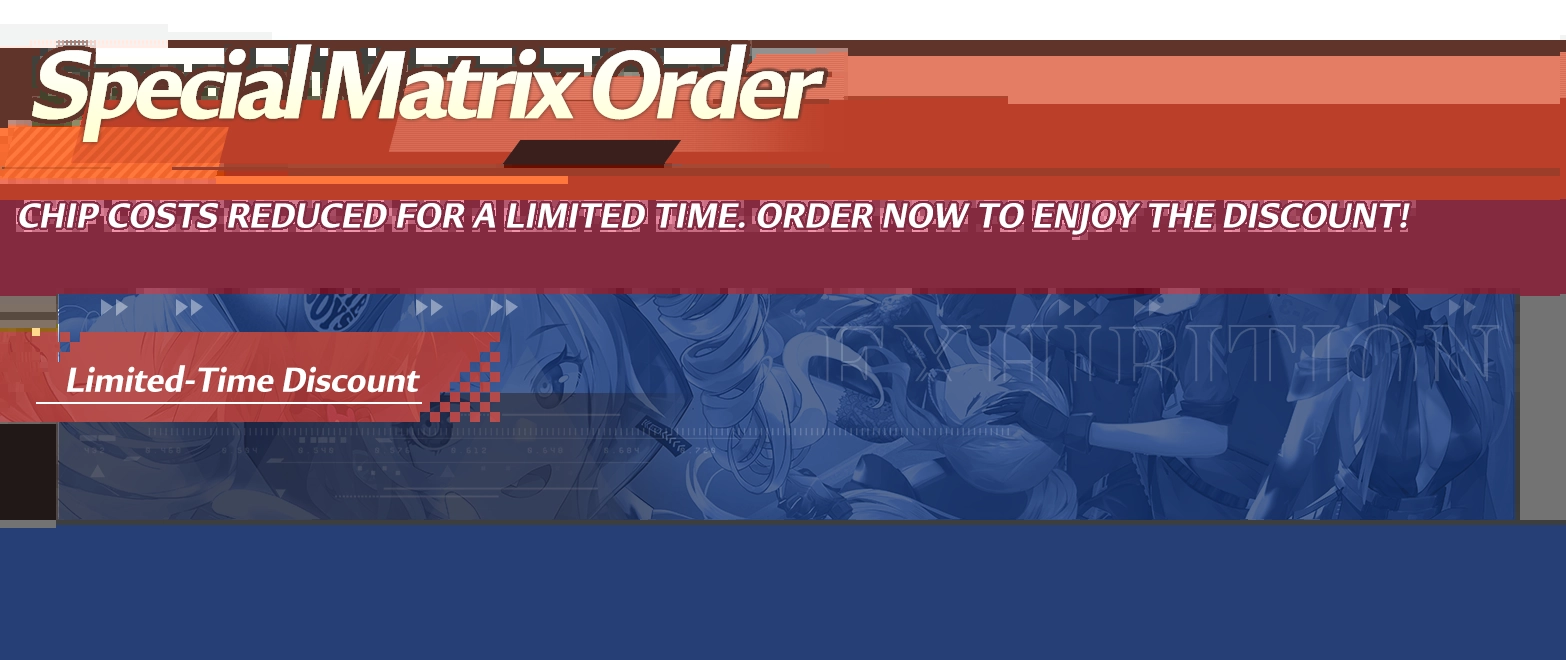 Special Matrix Order
CHIP COSTS REDUCED FOR A LIMITED TIME. ORDER NOW TO ENJOY THE DISCOUNT!
EXHIBITION
Limited-Time Discount